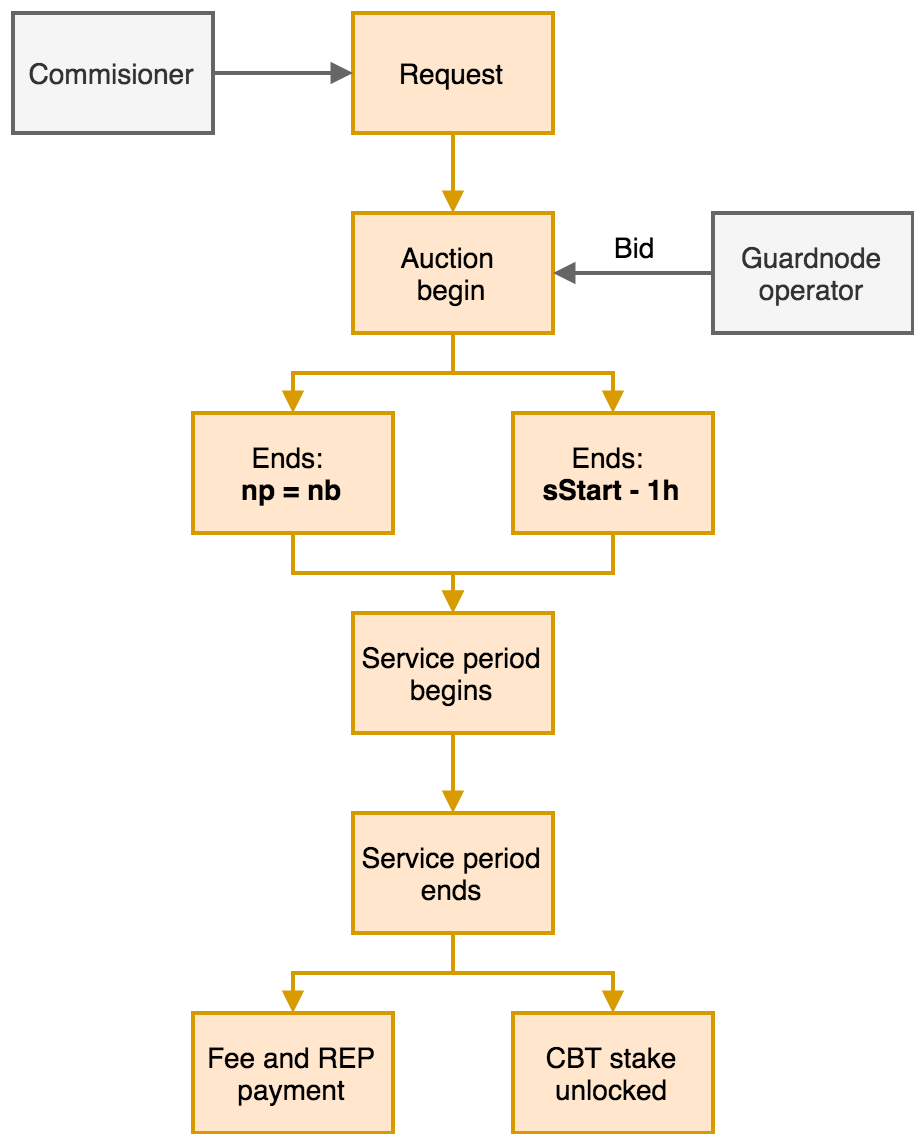 Commisioner
Request
Auction
begin
Bid
Guardnode
operator
Ends:
np = nb
Ends:
sStart - 1h
Service period
begins
Service period
ends
Fee and REP
payment
CBT stake
unlocked